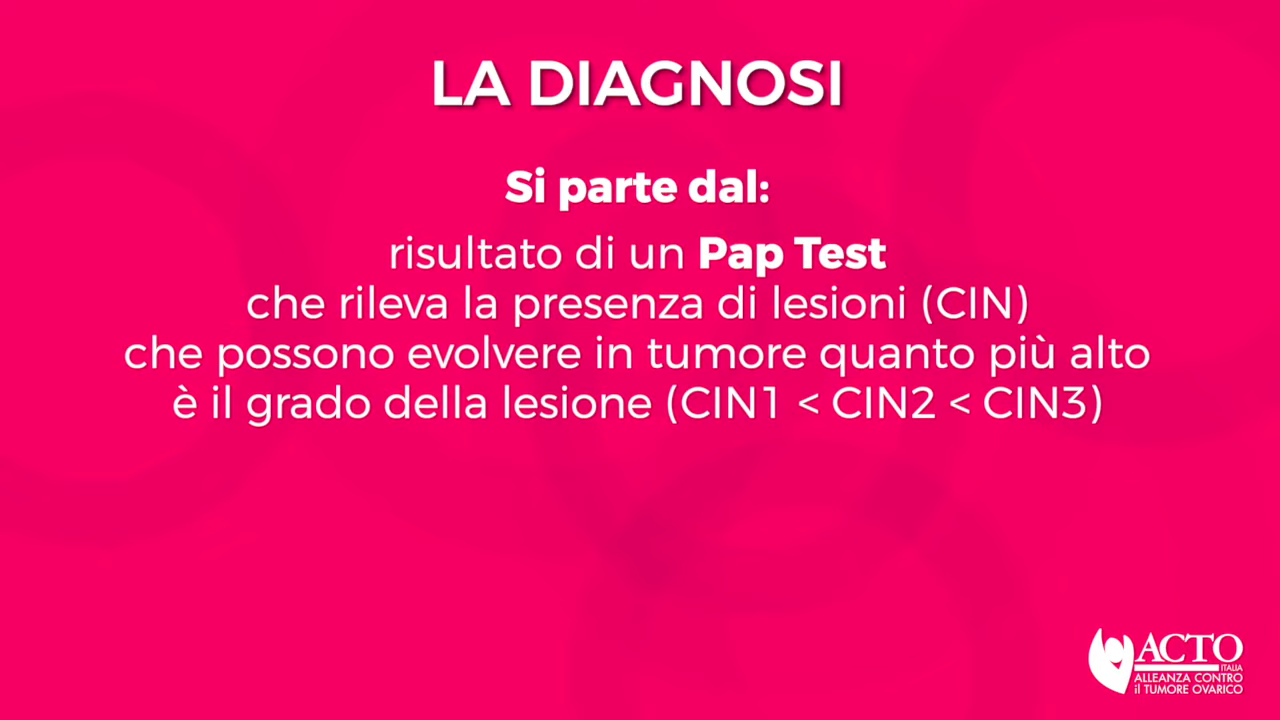 LA DIAGNOSI
Si parte dal:
risultato di un Pap Test
che rileva la presenza di lesioni (CIN)
che possono evolvere in tumore quanto più alto
è il grado della lesione (CIN1 < CIN2 < CIN3)
ACTO
ITALIA
ALLEANZA CONTRO
il TUMORE OVARICO